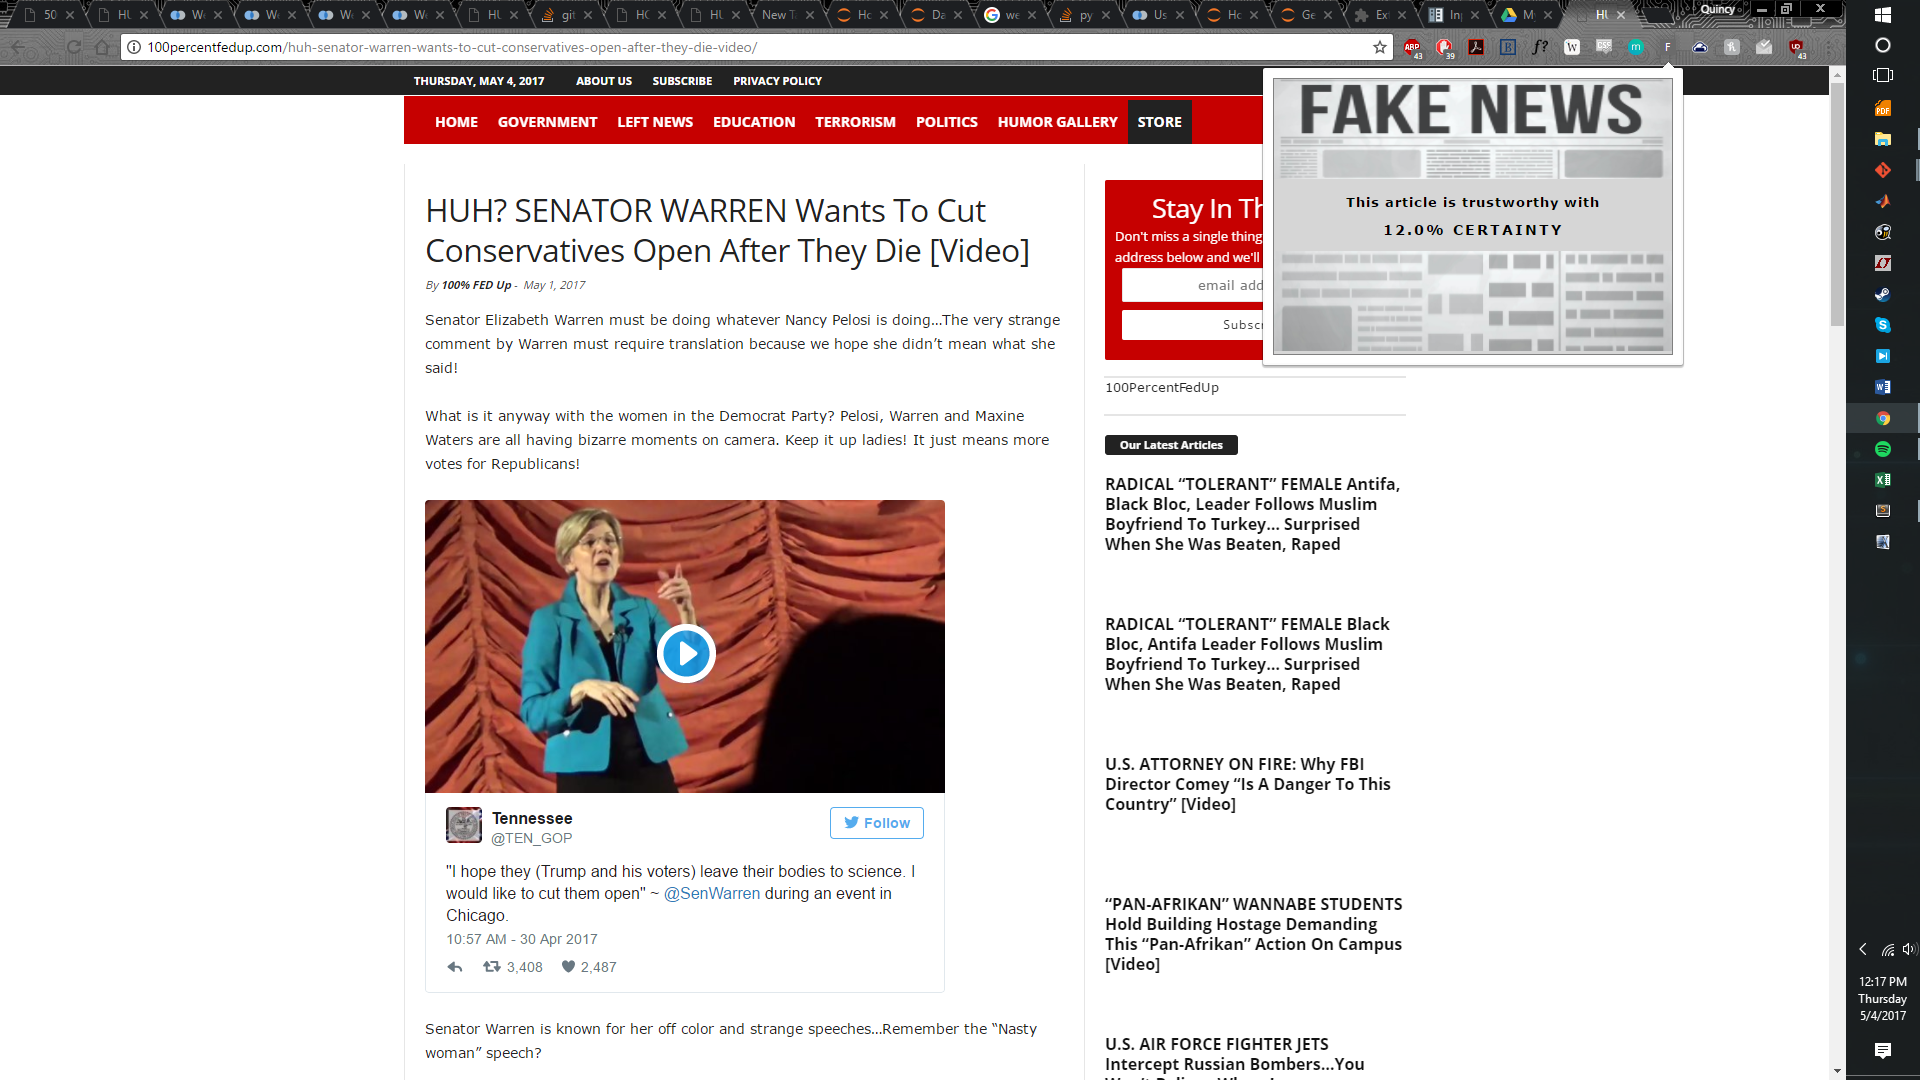 50
HU
We
We
We
We
HU
git
HC
HU
New T
Hc
Da
we
py
Us
Hc
Ge
Ext
Inp
M
HU
Quincy
100percentfedup.com/huh-senator-warren-wants-to-cut-conservatives-open-after-they-die-video/
ABP
43
39
f?
W
CSE
m
F
43
THURSDAY, MAY 4, 2017
ABOUT US
SUBSCRIBE
PRIVACY POLICY
HOME
GOVERNMENT
LEFT NEWS
EDUCATION
TERRORISM
POLITICS
HUMOR GALLERY
STORE
FAKE NEWS
This article is trustworthy with
12.0% CERTAINTY
HUH? SENATOR WARREN Wants To Cut
Conservatives Open After They Die [Video]
By 100% FED Up - May 1, 2017
Senator Elizabeth Warren must be doing whatever Nancy Pelosi is doing…The very strange
comment by Warren must require translation because we hope she didn’t mean what she
said!
What is it anyway with the women in the Democrat Party? Pelosi, Warren and Maxine
Waters are all having bizarre moments on camera. Keep it up ladies! It just means more
votes for Republicans!
Tennessee
@TEN_GOP
Follow
"I hope they (Trump and his voters) leave their bodies to science. I
would like to cut them open" ~ @SenWarren during an event in
Chicago.
10:57 AM - 30 Apr 2017
3,408
2,487
Senator Warren is known for her off color and strange speeches…Remember the “Nasty
woman” speech?
Stay In Th
Don't miss a single thing
address below and we'll
email add
Subsc
100PercentFedUp
Our Latest Articles
RADICAL “TOLERANT” FEMALE Antifa,
Black Bloc, Leader Follows Muslim
Boyfriend To Turkey… Surprised
When She Was Beaten, Raped
RADICAL “TOLERANT” FEMALE Black
Bloc, Antifa Leader Follows Muslim
Boyfriend To Turkey… Surprised
When She Was Beaten, Raped
U.S. ATTORNEY ON FIRE: Why FBI
Director Comey “Is A Danger To This
Country” [Video]
“PAN-AFRIKAN” WANNABE STUDENTS
Hold Building Hostage Demanding
This “Pan-Afrikan” Action On Campus
[Video]
U.S. AIR FORCE FIGHTER JETS
Intercept Russian Bombers…You
PDF
12:17 PM
Thursday
5/4/2017